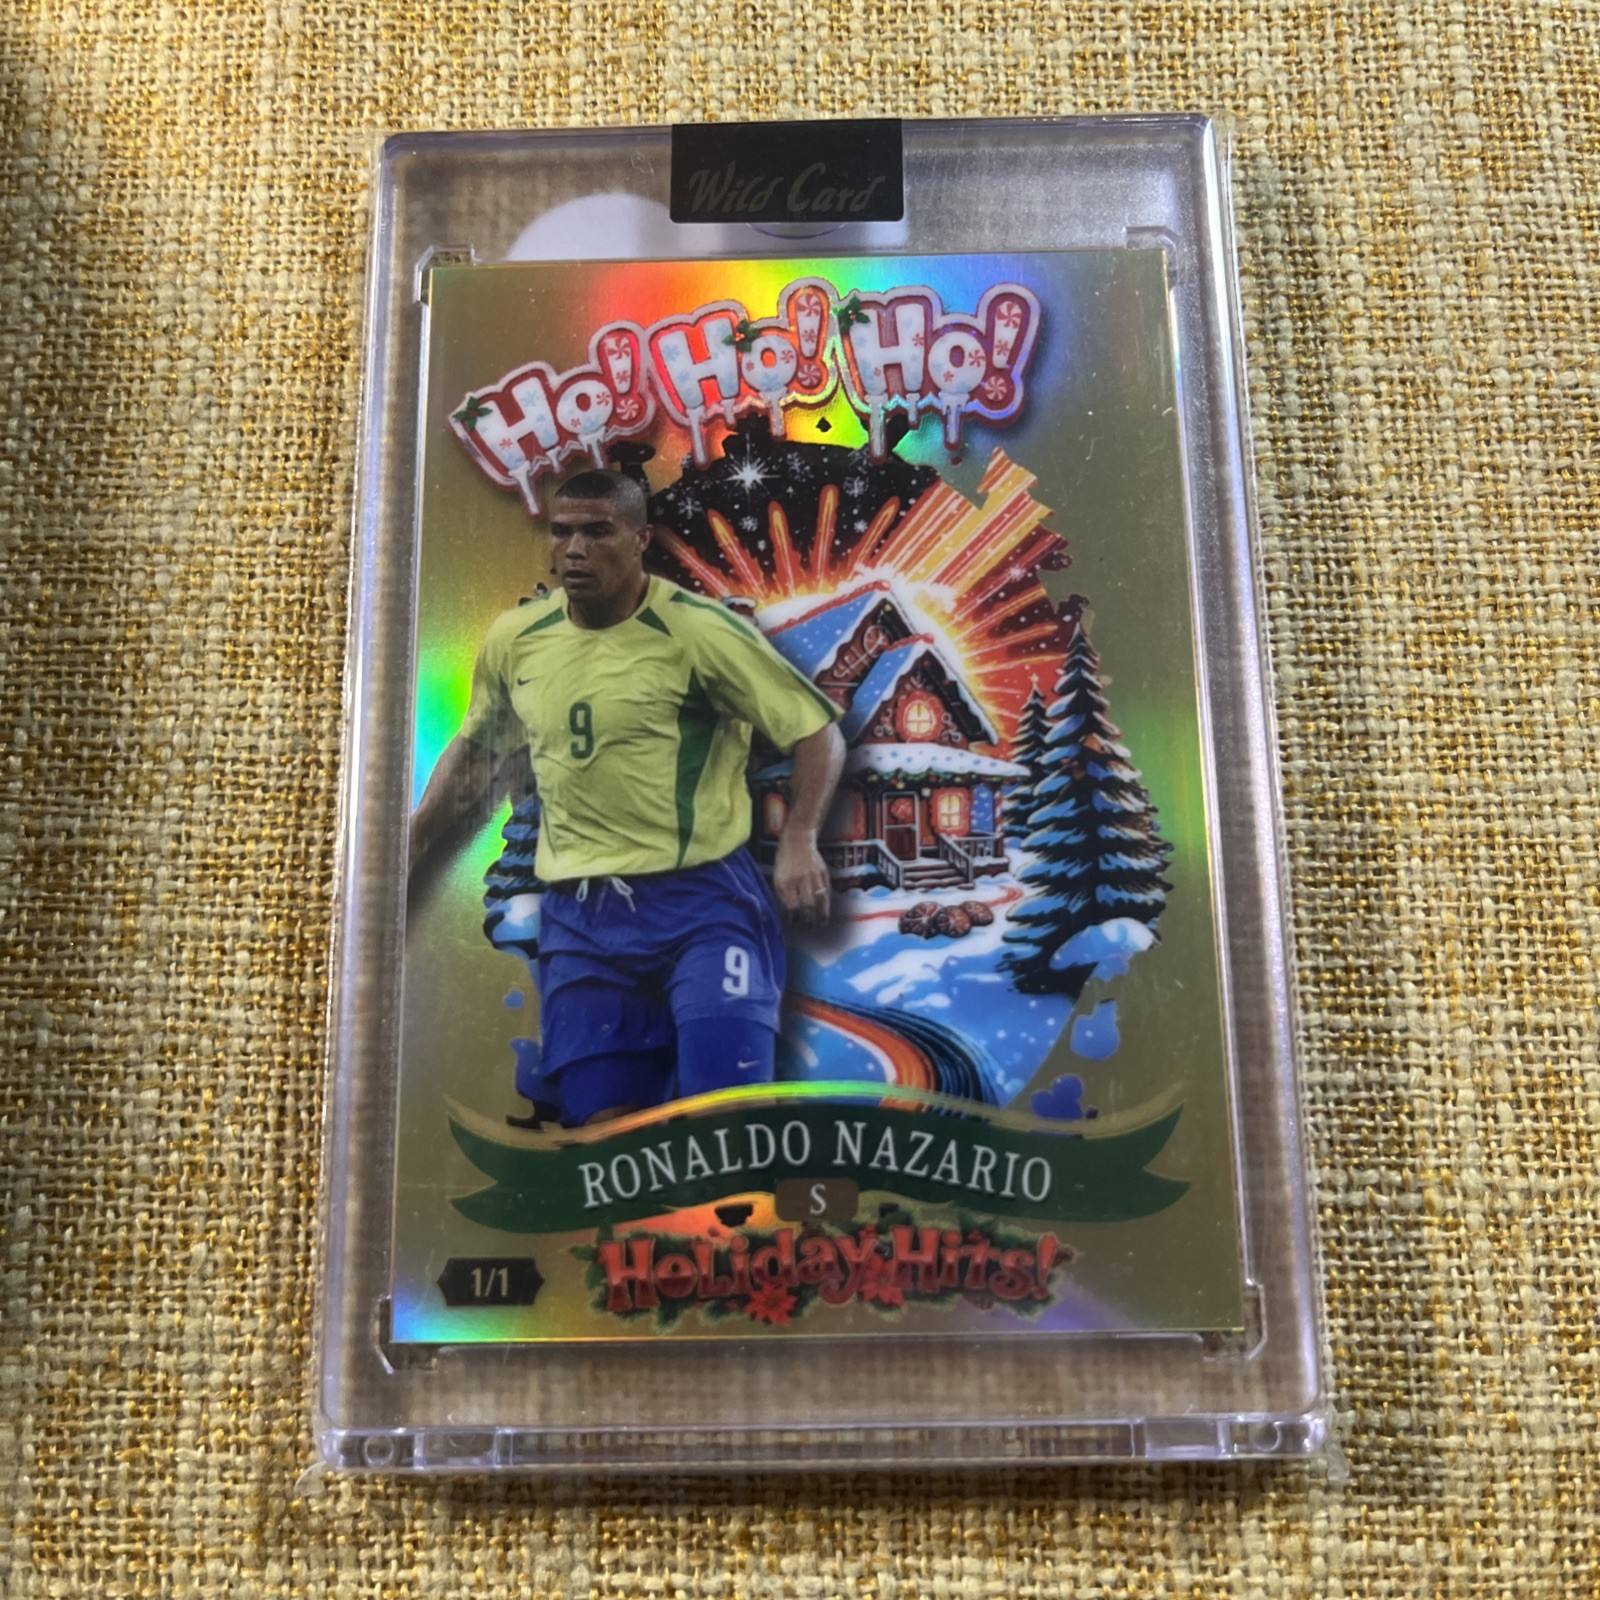 Wild Card
Ho! Ho! Ho!
9
9
RONALDO NAZARIO
S
Holiday Hits!
1/1